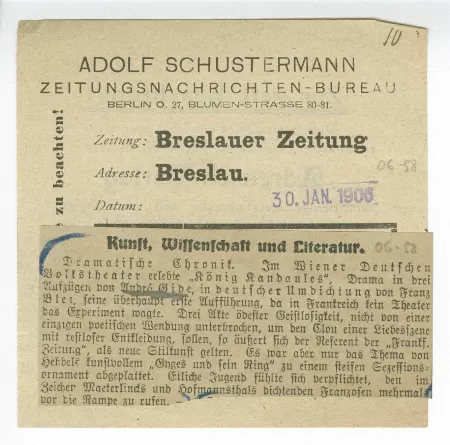 10
ADOLF SCHUSTERMANN
ZEITUNGSNACHRICHTEN-BUREAU
BERLIN O. 27, BLUMEN-STRASSE 80-81.
e zu beachten!
Zeitung: Breslauer Zeitung
06-58
Adresse: Breslau.
Datum: 30. JAN. 1906
Kunst, Wissenschaft und Literatur. 06-58
Dramatische Chronik. Im Wiener Deutschen
Volkstheater erlebte „König Kandaules“, Drama in drei
Aufzügen von André Gide, in deutscher Umdichtung von Franz
Blei, seine überhaupt erste Aufführung, da in Frankreich kein Theater
das Experiment wagte. Drei Akte ödester Geistlosigkeit, nicht von einer
einzigen poetischen Wendung unterbrochen, um den Clou einer Liebesszene
mit restloser Entkleidung, sollen, so äußert sich der Referent der „Frankf.
Zeitung“, als neue Stilkunst gelten. Es war aber nur das Thema von
Hebbels kunstvollem „Gyges und sein Ring“ zu einem steifen Sezessions-
ornament abgeplattet. Etliche Jugend fühlte sich verpflichtet, den im
Zeichen Maeterlincks und Hofmannsthals dichtenden Franzosen mehrmals
vor die Rampe zu rufen.